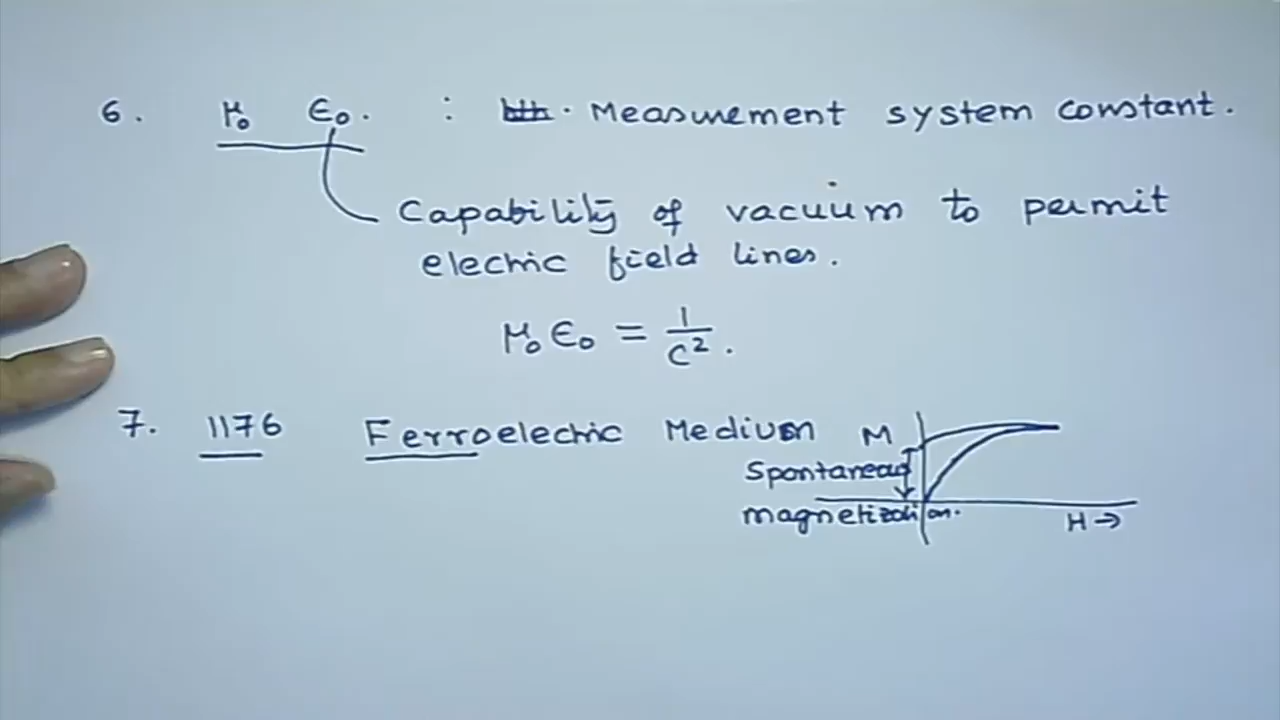 6. μ₀ ϵ₀. : Measurement system constant.
Capability of vacuum to permit
electric field lines.
μ₀ϵ₀ = 1/c².
7. 1176 Ferroelectric Medium
M
Spontaneous
magnetization.
H →